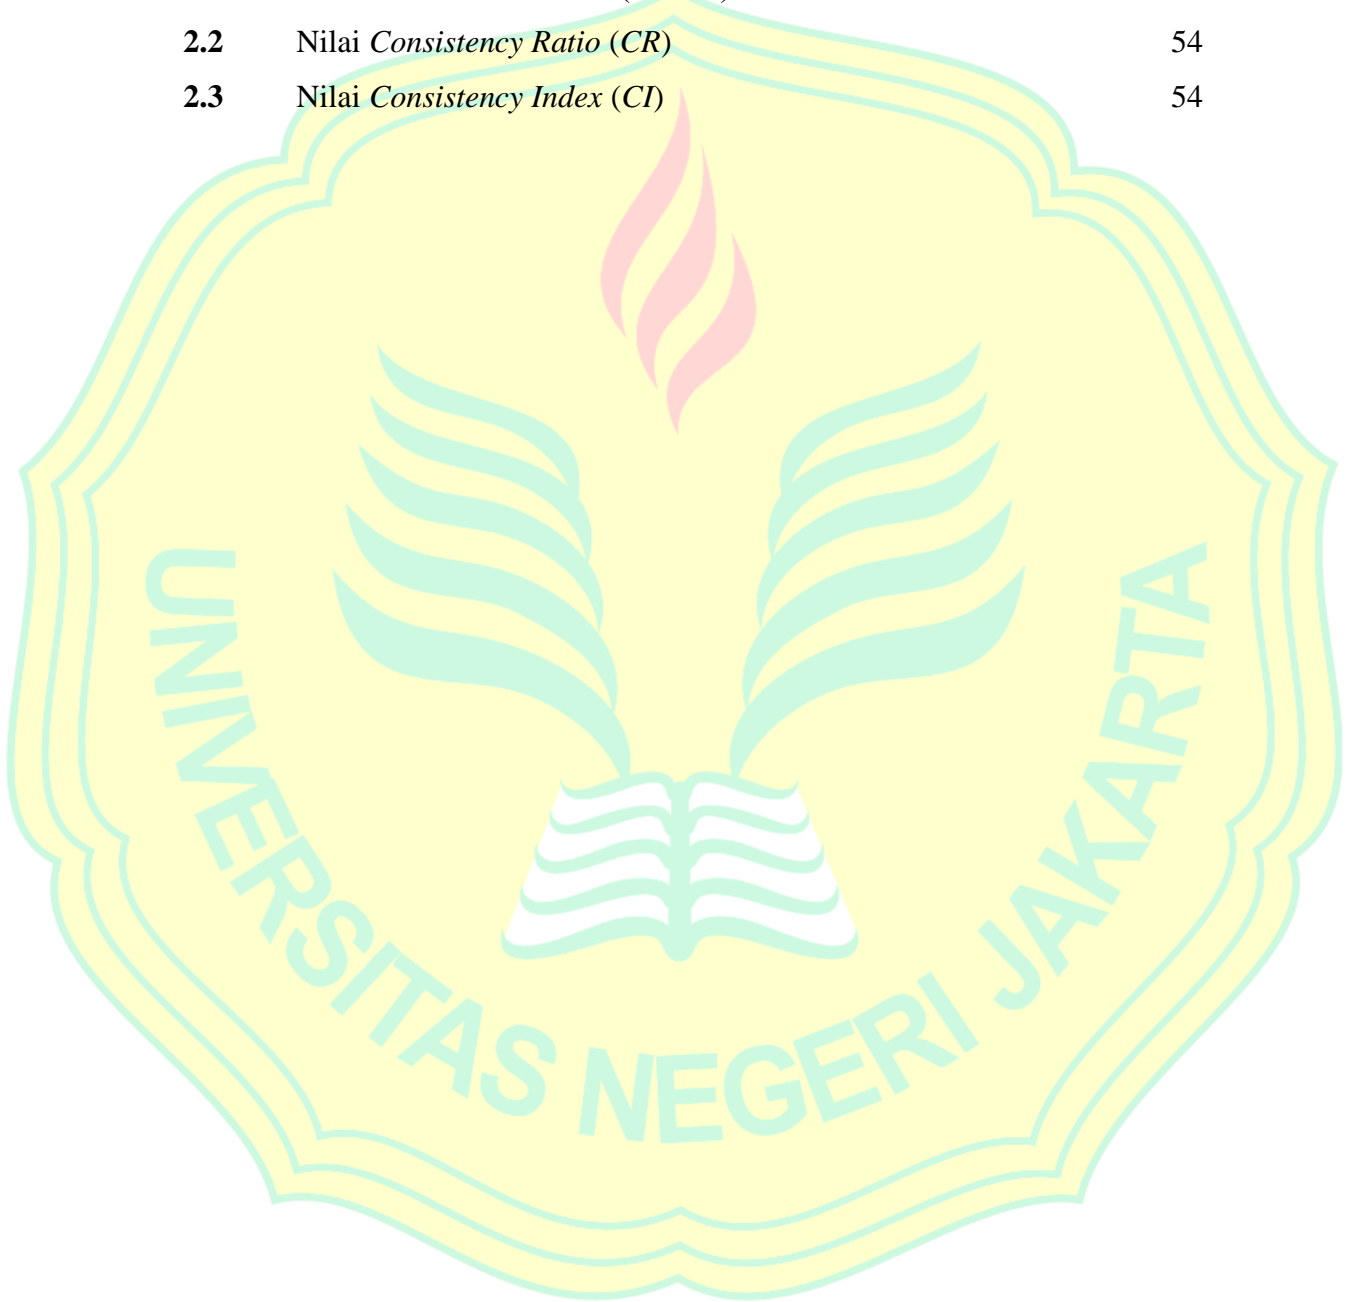 2.2 Nilai Consistency Ratio (CR) 54
2.3 Nilai Consistency Index (CI) 54
UNIVERSITAS NEGERI JAKARTA